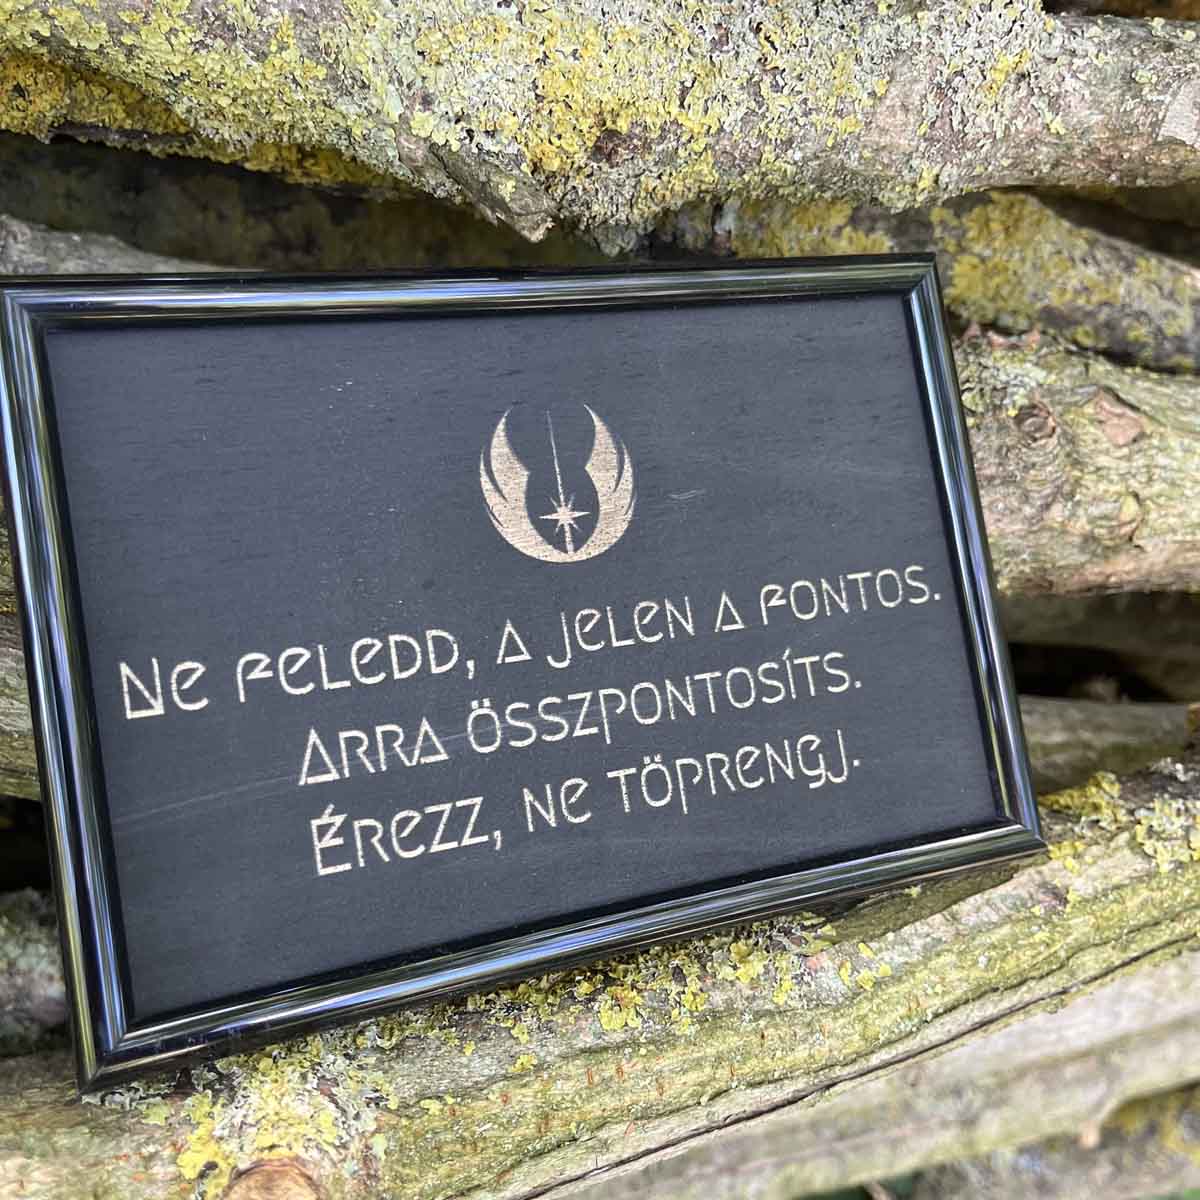 Ne feledd, a jelen a fontos.
Arra összpontosíts.
Érezz, ne töprengj.